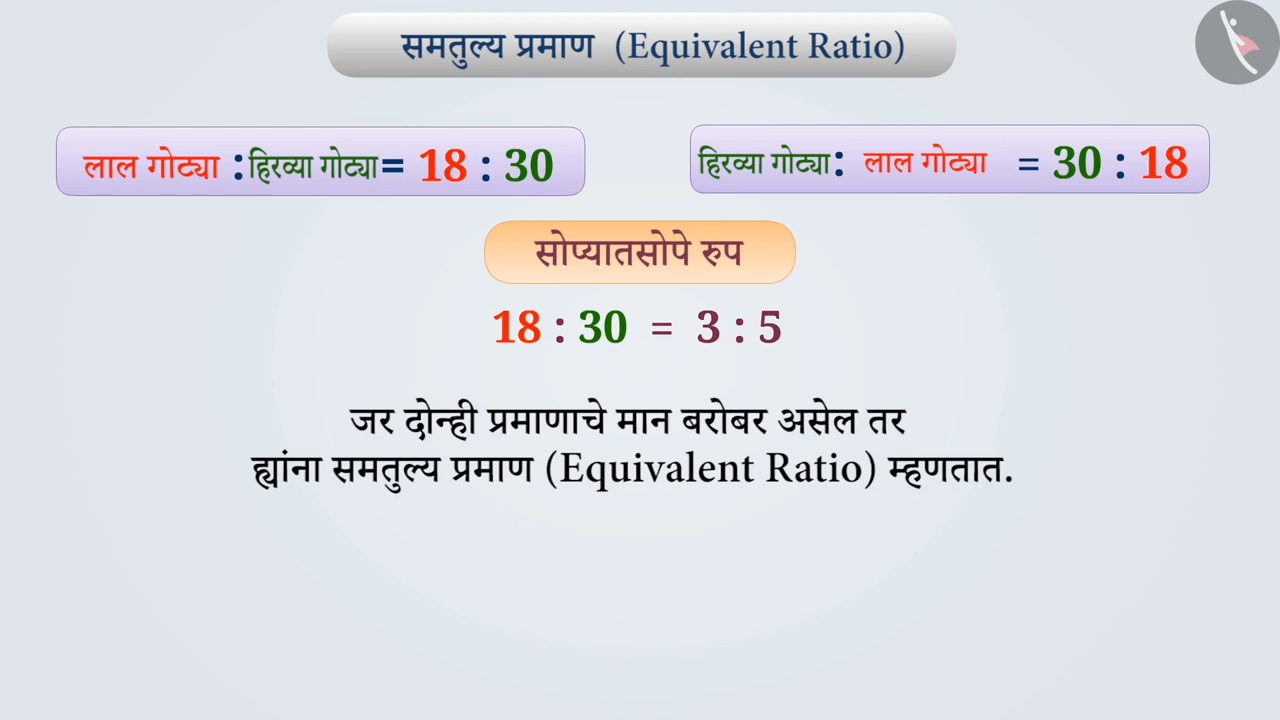 समतुल्य प्रमाण (Equivalent Ratio)
लाल गोट्या : हिरव्या गोट्या = 18 : 30
हिरव्या गोट्या : लाल गोट्या = 30 : 18
सोप्यातसोपे रुप
18 : 30 = 3 : 5
जर दोन्ही प्रमाणाचे मान बरोबर असेल तर
ह्यांना समतुल्य प्रमाण (Equivalent Ratio) म्हणतात.